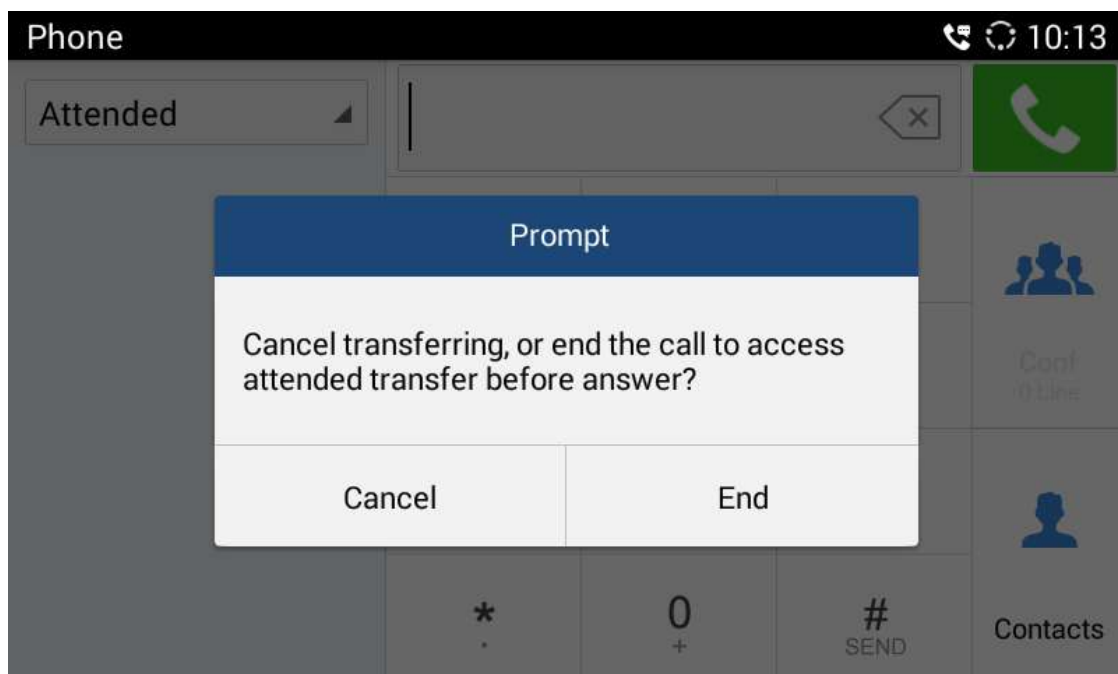 Phone
10:13
Attended
Prompt
Cancel transferring, or end the call to access
attended transfer before answer?
Cancel
End
Conf
0 Line
*
0
#
.
+
SEND
Contacts